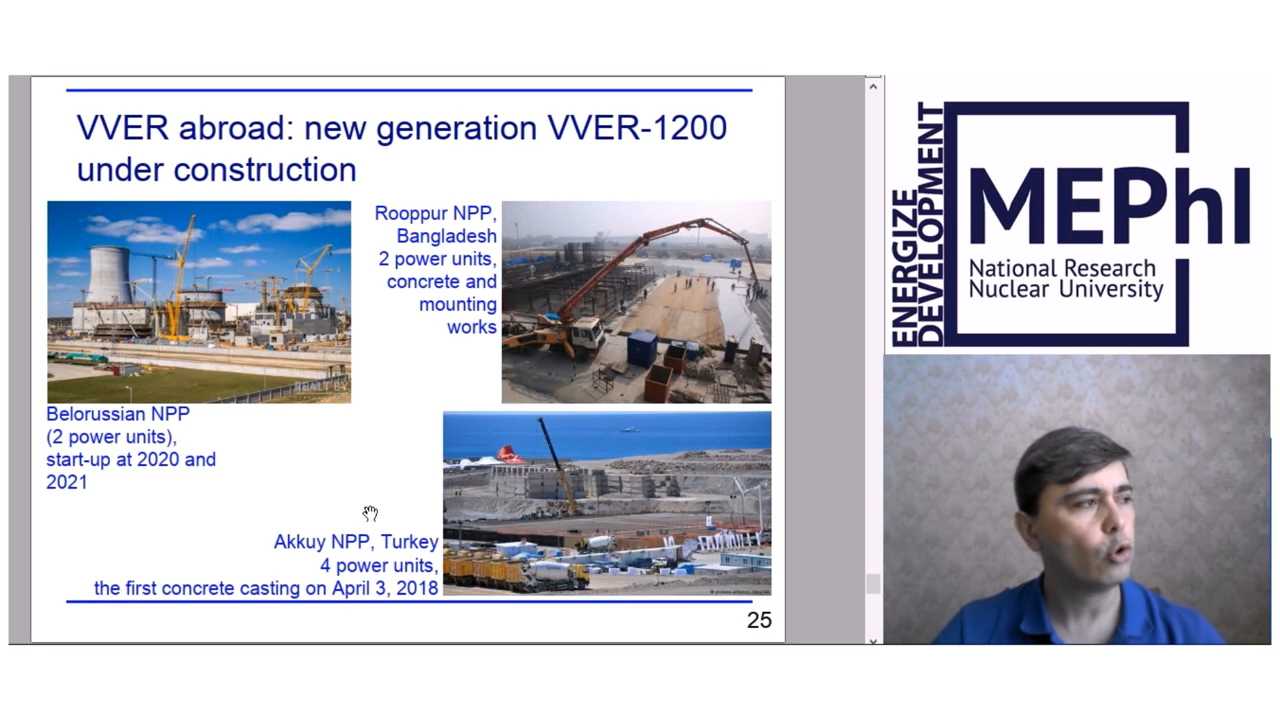 VVER abroad: new generation VVER-1200
under construction
Rooppur NPP,
Bangladesh
2 power units,
concrete and
mounting
works
Belorussian NPP
(2 power units),
start-up at 2020 and
2021
Akkuy NPP, Turkey
4 power units,
the first concrete casting on April 3, 2018
25
ENERGIZE
DEVELOPMENT
MEPhI
National Research
Nuclear University